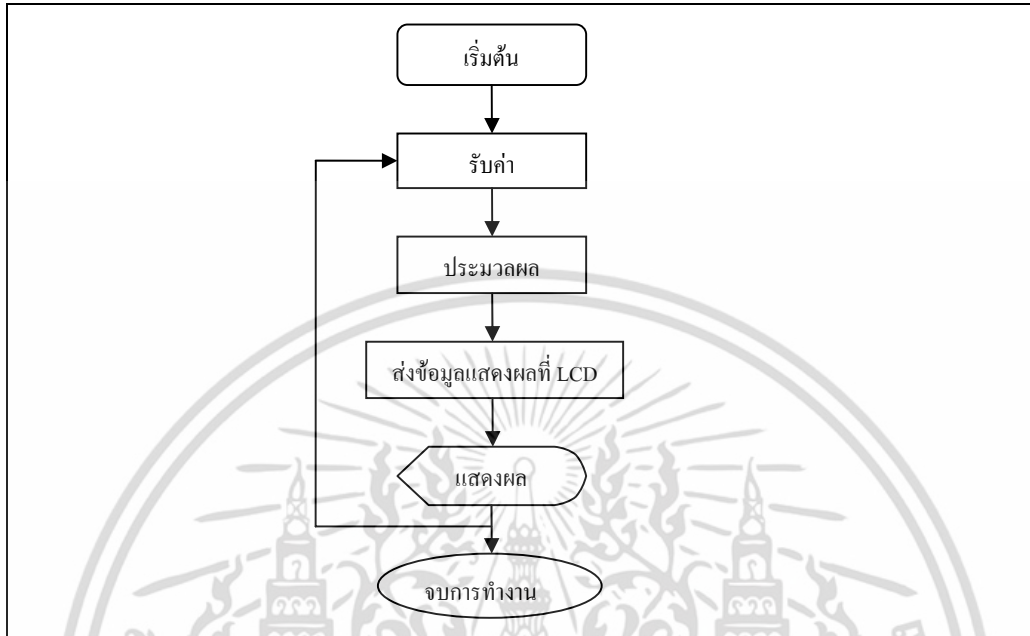 เริ่มต้น
รับค่า
ประมวลผล
ส่งข้อมูลแสดงผลที่ LCD
แสดงผล
จบการทำงาน